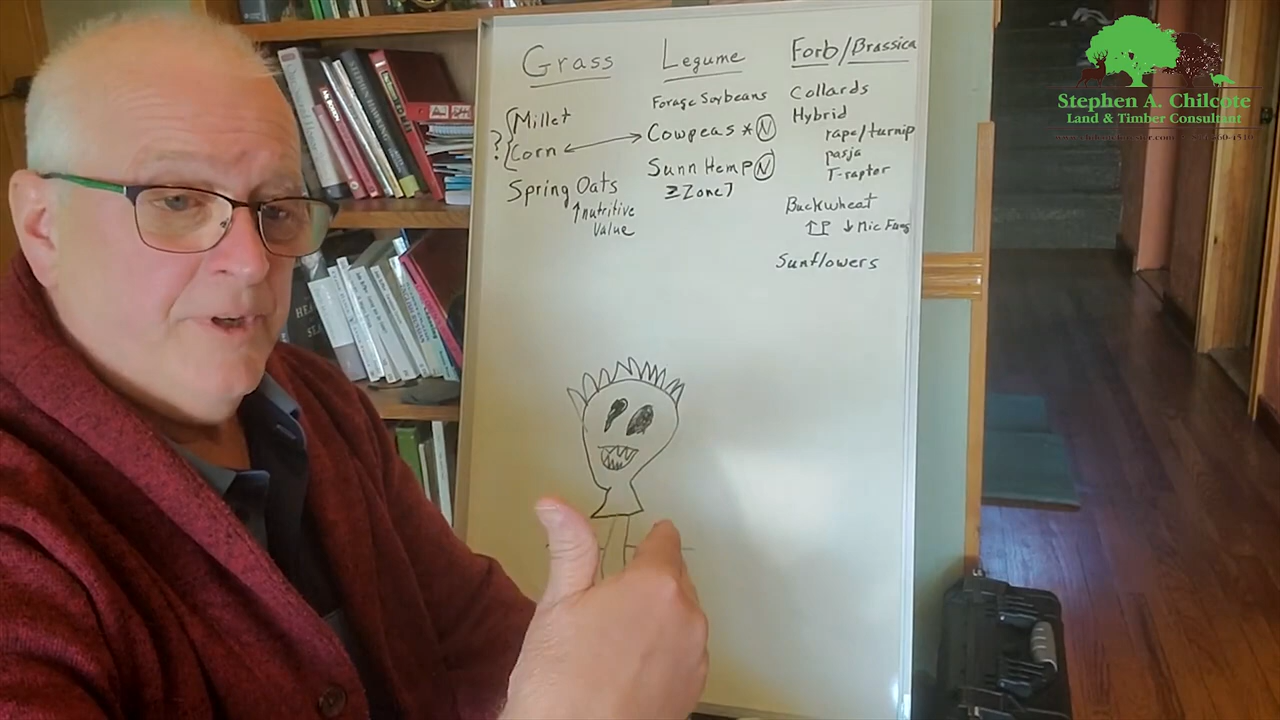 Grass
Legume
Forb/Brassica
? { Millet
Corn
Spring Oats
↑ nutritive
Value
Forage Soybeans
Cowpeas * Ⓝ
Sunn Hemp Ⓝ
≥ Zone 7
Collards
Hybrid
rape/turnip
pasja
T-raptor
Buckwheat
↑P ↓ Mic Fung
Sunflowers
Stephen A. Chilcote
Land & Timber Consultant